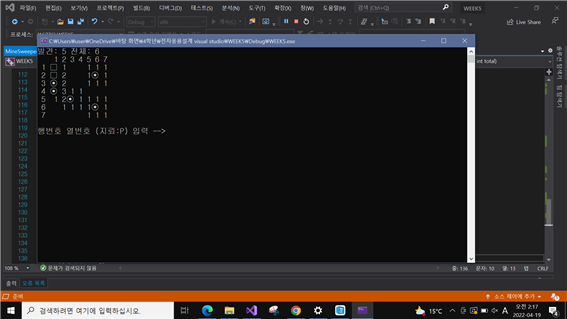 파일(F) 편집(E) 보기(V) 프로젝트(P) 빌드(B) 디버그(D) 테스트(S) 분석(N) 도구(T) 확장(X) 창(W) 도움말(H) 검색(Ctrl+Q) WEEK5
Live Share
MineSweepe
WEEK5
C:₩Users₩user₩OneDrive₩바탕 화면₩4학년₩전자응용설계 visual studio₩WEEK5₩Debug₩WEEK5.exe
발견: 5 전체: 6
1 2 3 4 5 6 7
1 □ 1 1 1 1
2 □ 2 1 ⊙ 1
3 ⊙ 2 1 1 1
4 ⊙ 3 1 1
5 1 2 ⊙ 1 1 1 1
6 1 1 1 1 ⊙ 1
7 1 1 1
행번호 열번호 (지뢰:P) 입력 -->
int total)
112
113
114
115
116
117
118
119
120
121
122
123
124
125
126
127
128
129
130
131
132
133
134
135
136
108 %
문제가 검색되지 않음
줄: 136 문자: 10 열: 13 탭 CRLF
출력 오류 목록
준비
소스 제어에 추가
검색하려면 여기에 입력하십시오.
15°C
A
오전 2:17
2022-04-19